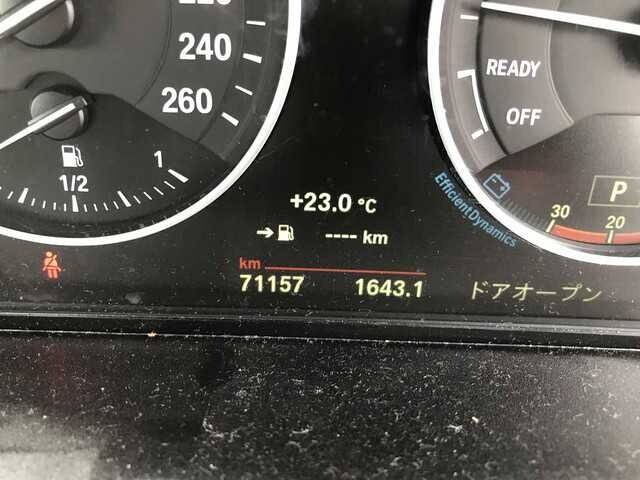 240
260
1/2
1
READY
OFF
EfficientDynamics
30
20
P
+23.0 °C
---- km
km
71157
1643.1
ドアオープン